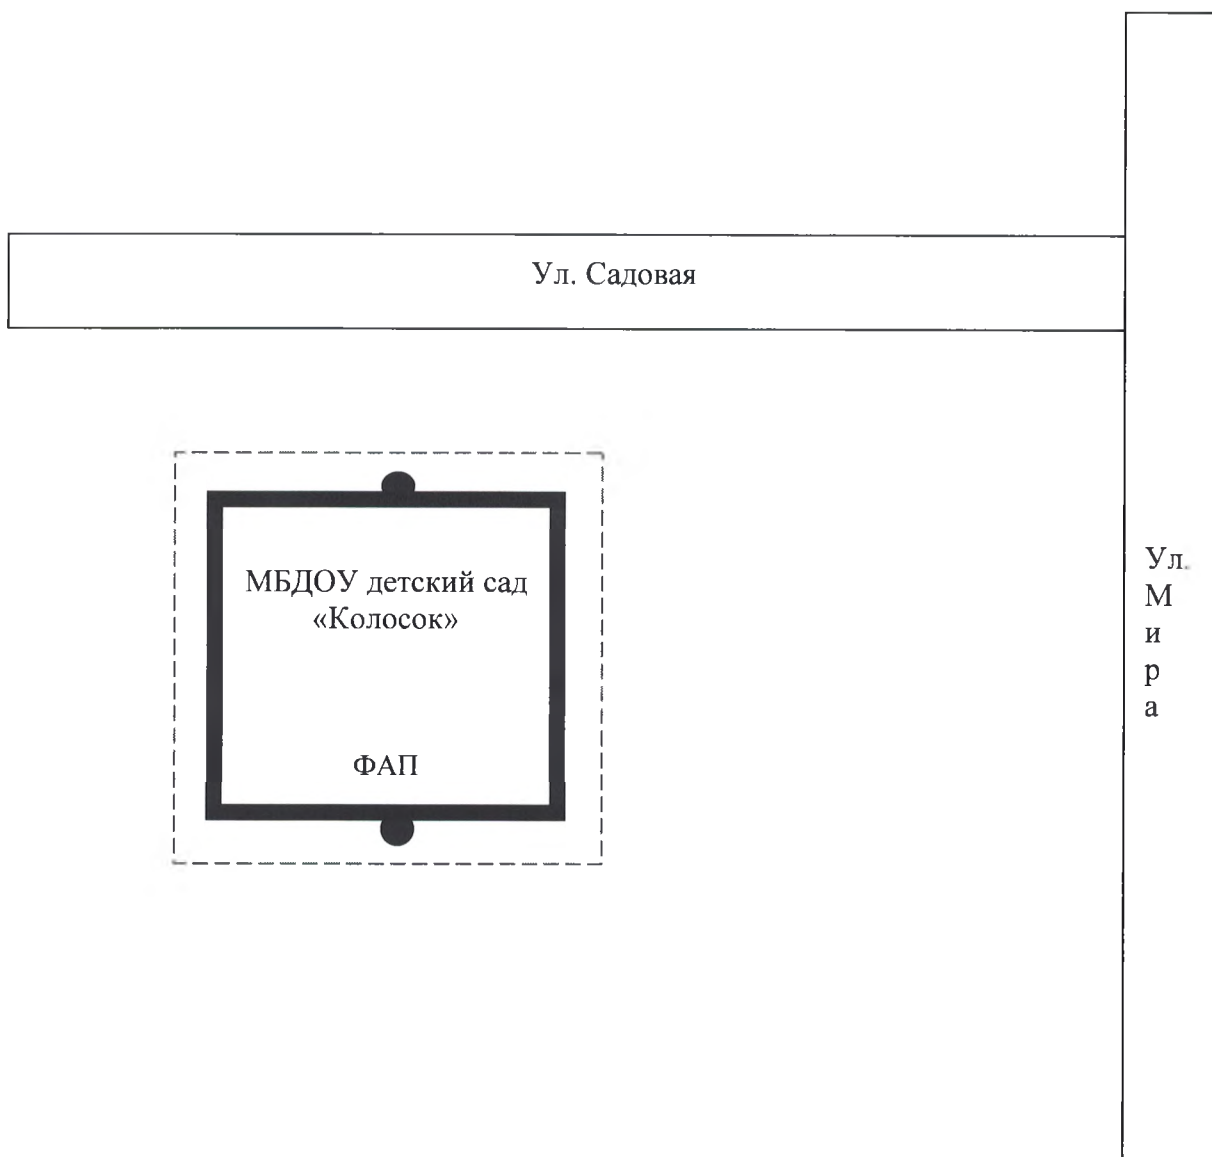 Ул. Садовая
МБДОУ детский сад
«Колосок»
ФАП
Ул.
М
и
р
а